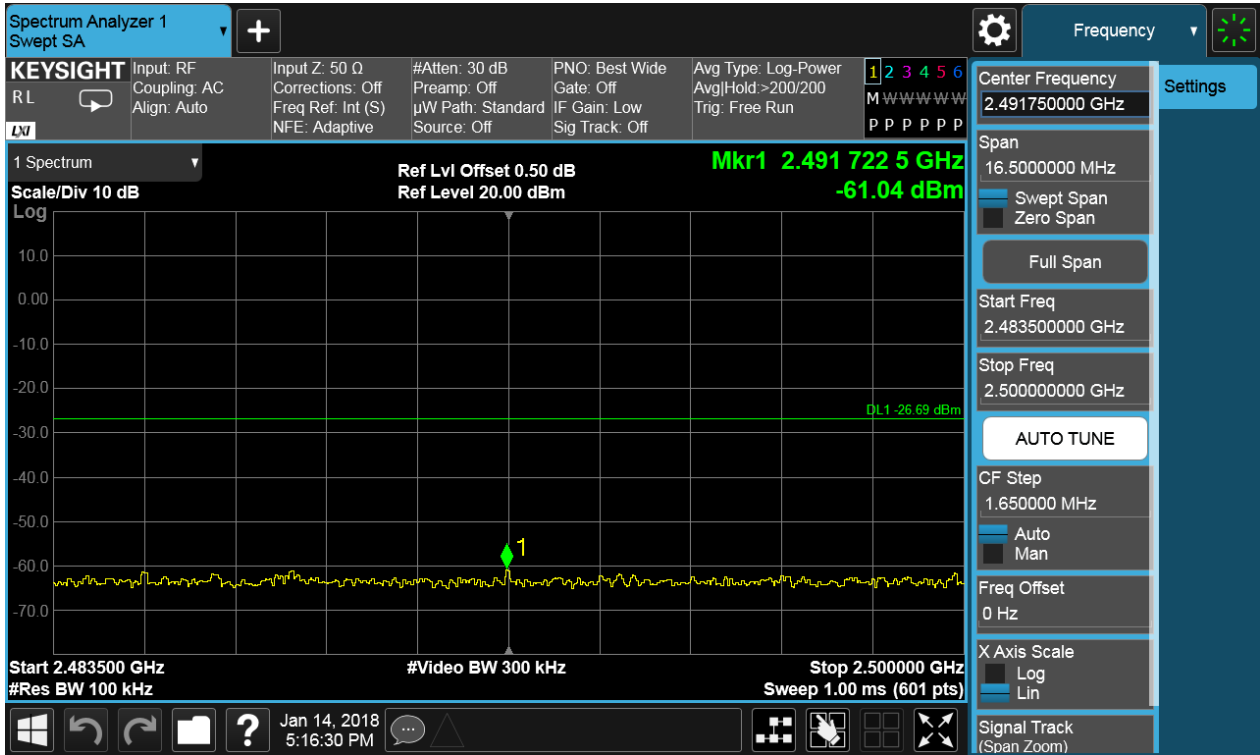 Spectrum Analyzer 1
Swept SA
+
Frequency
KEYSIGHT
RL
LXI
Input: RF
Coupling: AC
Align: Auto
Input Z: 50 Ω
Corrections: Off
Freq Ref: Int (S)
NFE: Adaptive
#Atten: 30 dB
Preamp: Off
µW Path: Standard
Source: Off
PNO: Best Wide
Gate: Off
IF Gain: Low
Sig Track: Off
Avg Type: Log-Power
Avg|Hold:>200/200
Trig: Free Run
1 2 3 4 5 6
M W W W W W
P P P P P P
1 Spectrum
Scale/Div 10 dB
Ref Lvl Offset 0.50 dB
Ref Level 20.00 dBm
Mkr1 2.491 722 5 GHz
-61.04 dBm
Log
10.0
0.00
-10.0
-20.0
DL1 -26.69 dBm
-30.0
-40.0
-50.0
1
-60.0
-70.0
Start 2.483500 GHz
#Video BW 300 kHz
Stop 2.500000 GHz
#Res BW 100 kHz
Sweep 1.00 ms (601 pts)
Center Frequency
2.491750000 GHz
Settings
Span
16.5000000 MHz
Swept Span
Zero Span
Full Span
Start Freq
2.483500000 GHz
Stop Freq
2.500000000 GHz
AUTO TUNE
CF Step
1.650000 MHz
Auto
Man
Freq Offset
0 Hz
X Axis Scale
Log
Lin
Signal Track
(Span Zoom)
?
Jan 14, 2018
5:16:30 PM